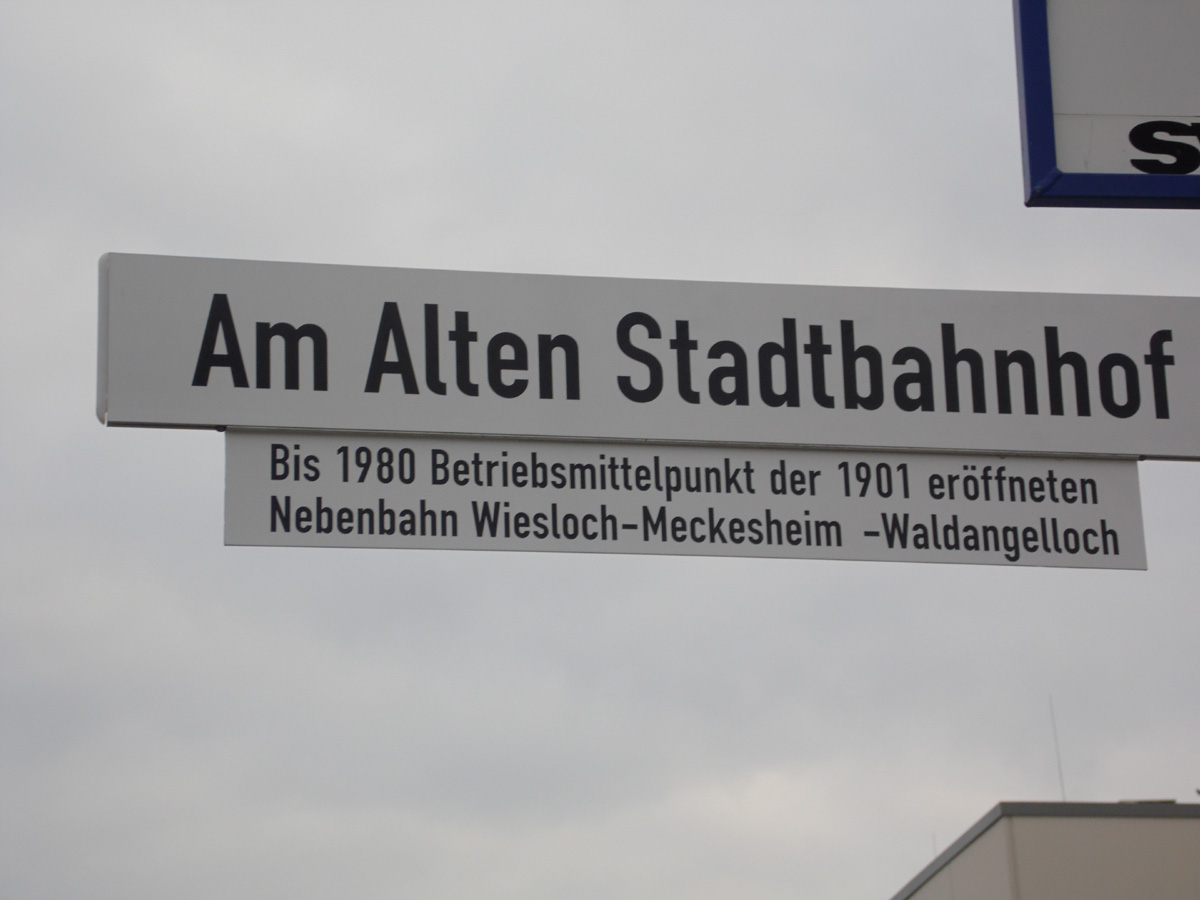 Am Alten Stadtbahnhof
Bis 1980 Betriebsmittelpunkt der 1901 eröffneten
Nebenbahn Wiesloch-Meckesheim -Waldangelloch